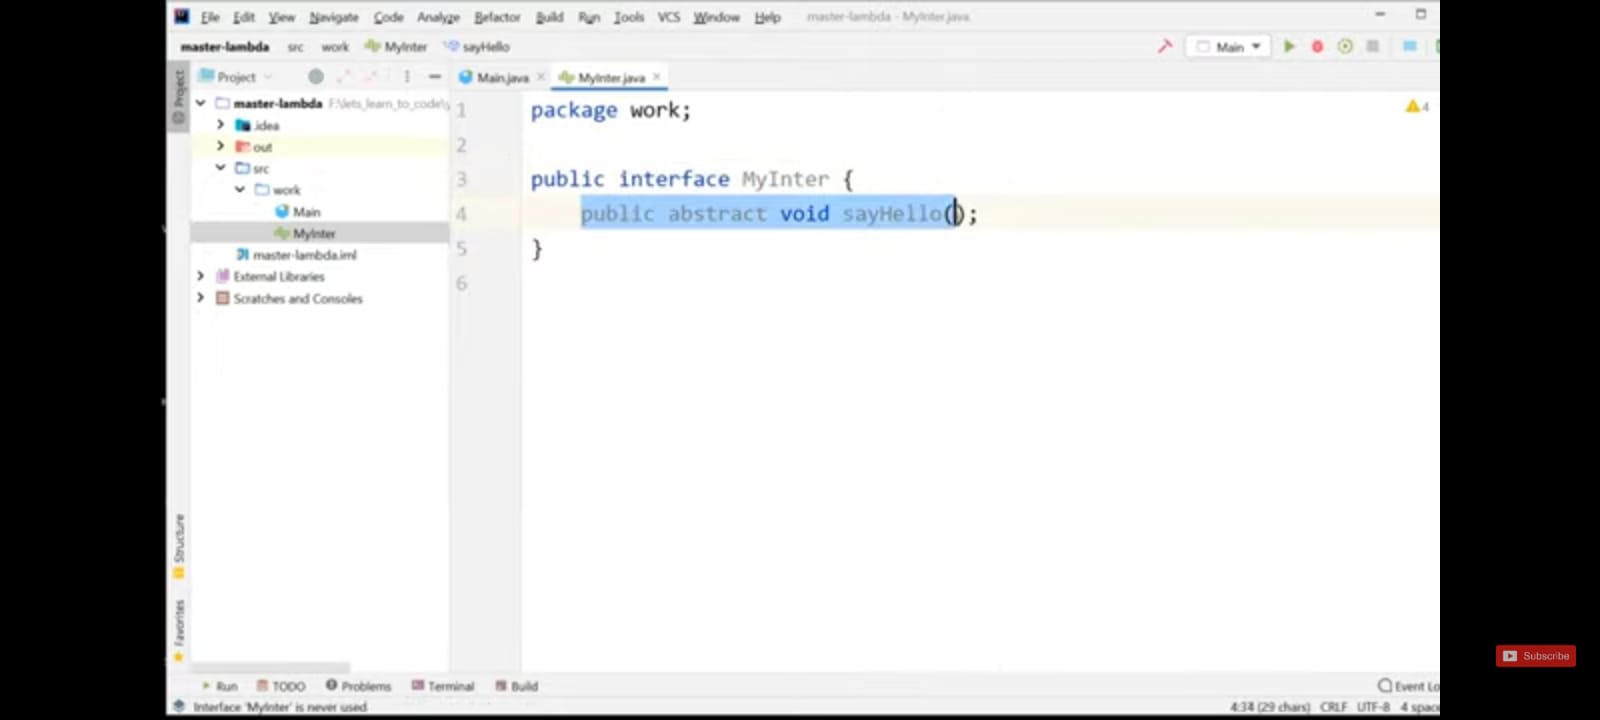 File Edit View Navigate Code Analyze Refactor Build Run Tools VCS Window Help master-lambda - MyInter.java
master-lambda src work MyInter sayHello Main
Project Main.java MyInter.java
Project
master-lambda F:\lets_learn_to_code\
.idea
out
src
work
Main
MyInter
master-lambda.iml
External Libraries
Scratches and Consoles
1 package work;
2
3 public interface MyInter {
4 public abstract void sayHello();
5 }
6
4
Structure
Favorites
Subscribe
Run TODO Problems Terminal Build Event Lo
Interface 'MyInter' is never used 4:34 (29 chars) CRLF UTF-8 4 space